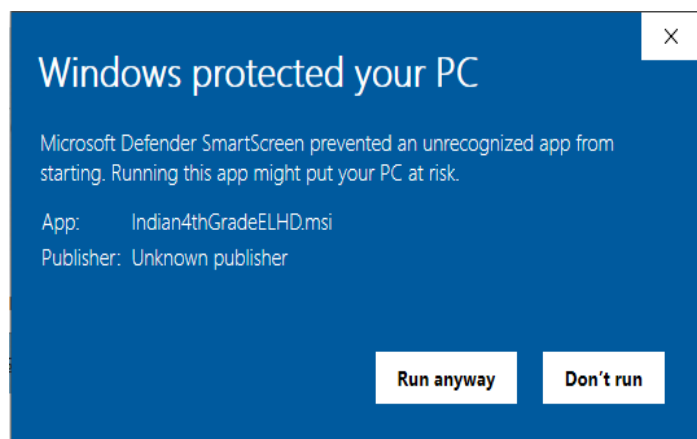 Windows protected your PC
Microsoft Defender SmartScreen prevented an unrecognized app from
starting. Running this app might put your PC at risk.
App: Indian4thGradeELHD.msi
Publisher: Unknown publisher
Run anyway Don't run